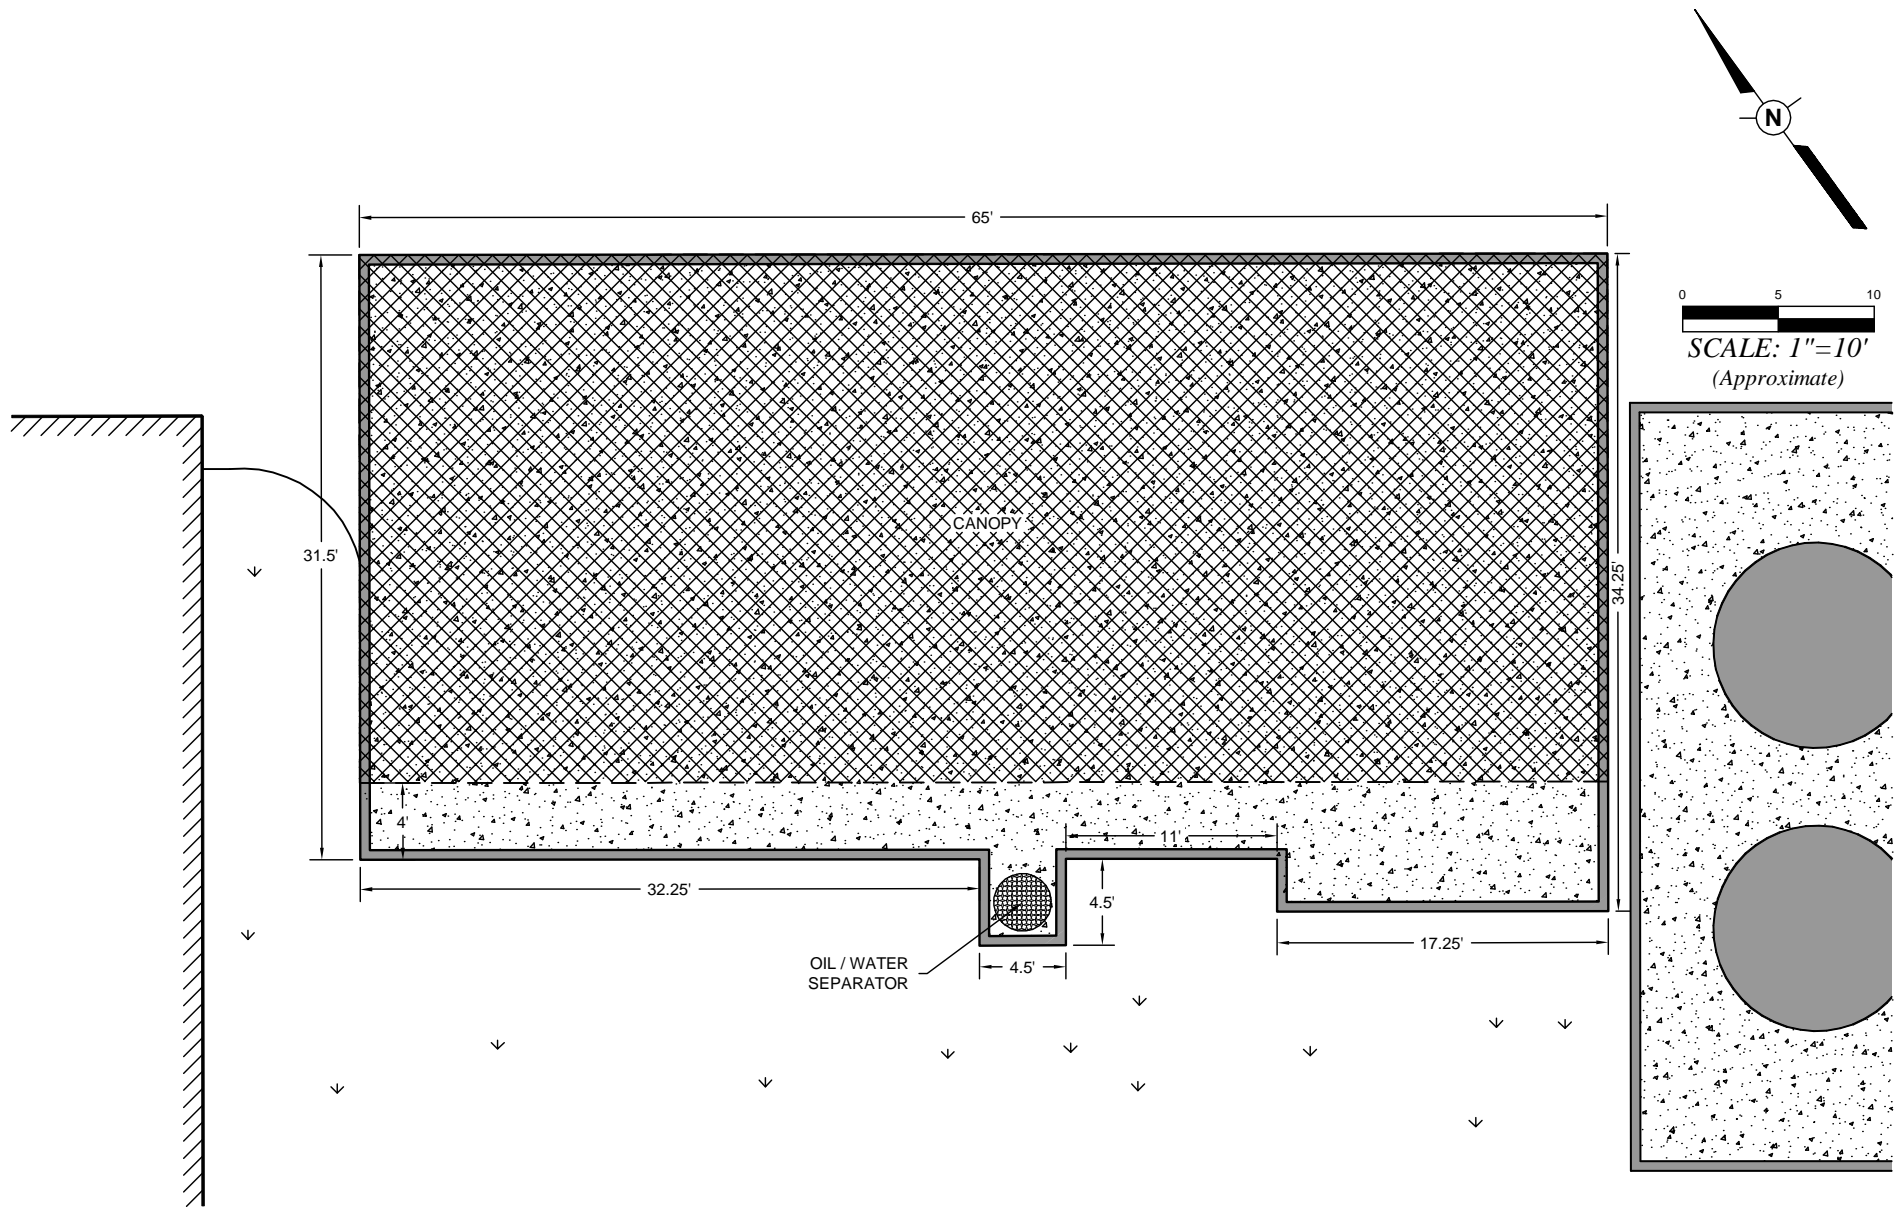 N
65'
0 5 10
SCALE: 1"=10'
(Approximate)
31.5'
CANOPY
34.25'
4'
11'
32.25'
4.5'
17.25'
4.5'
OIL / WATER
SEPARATOR